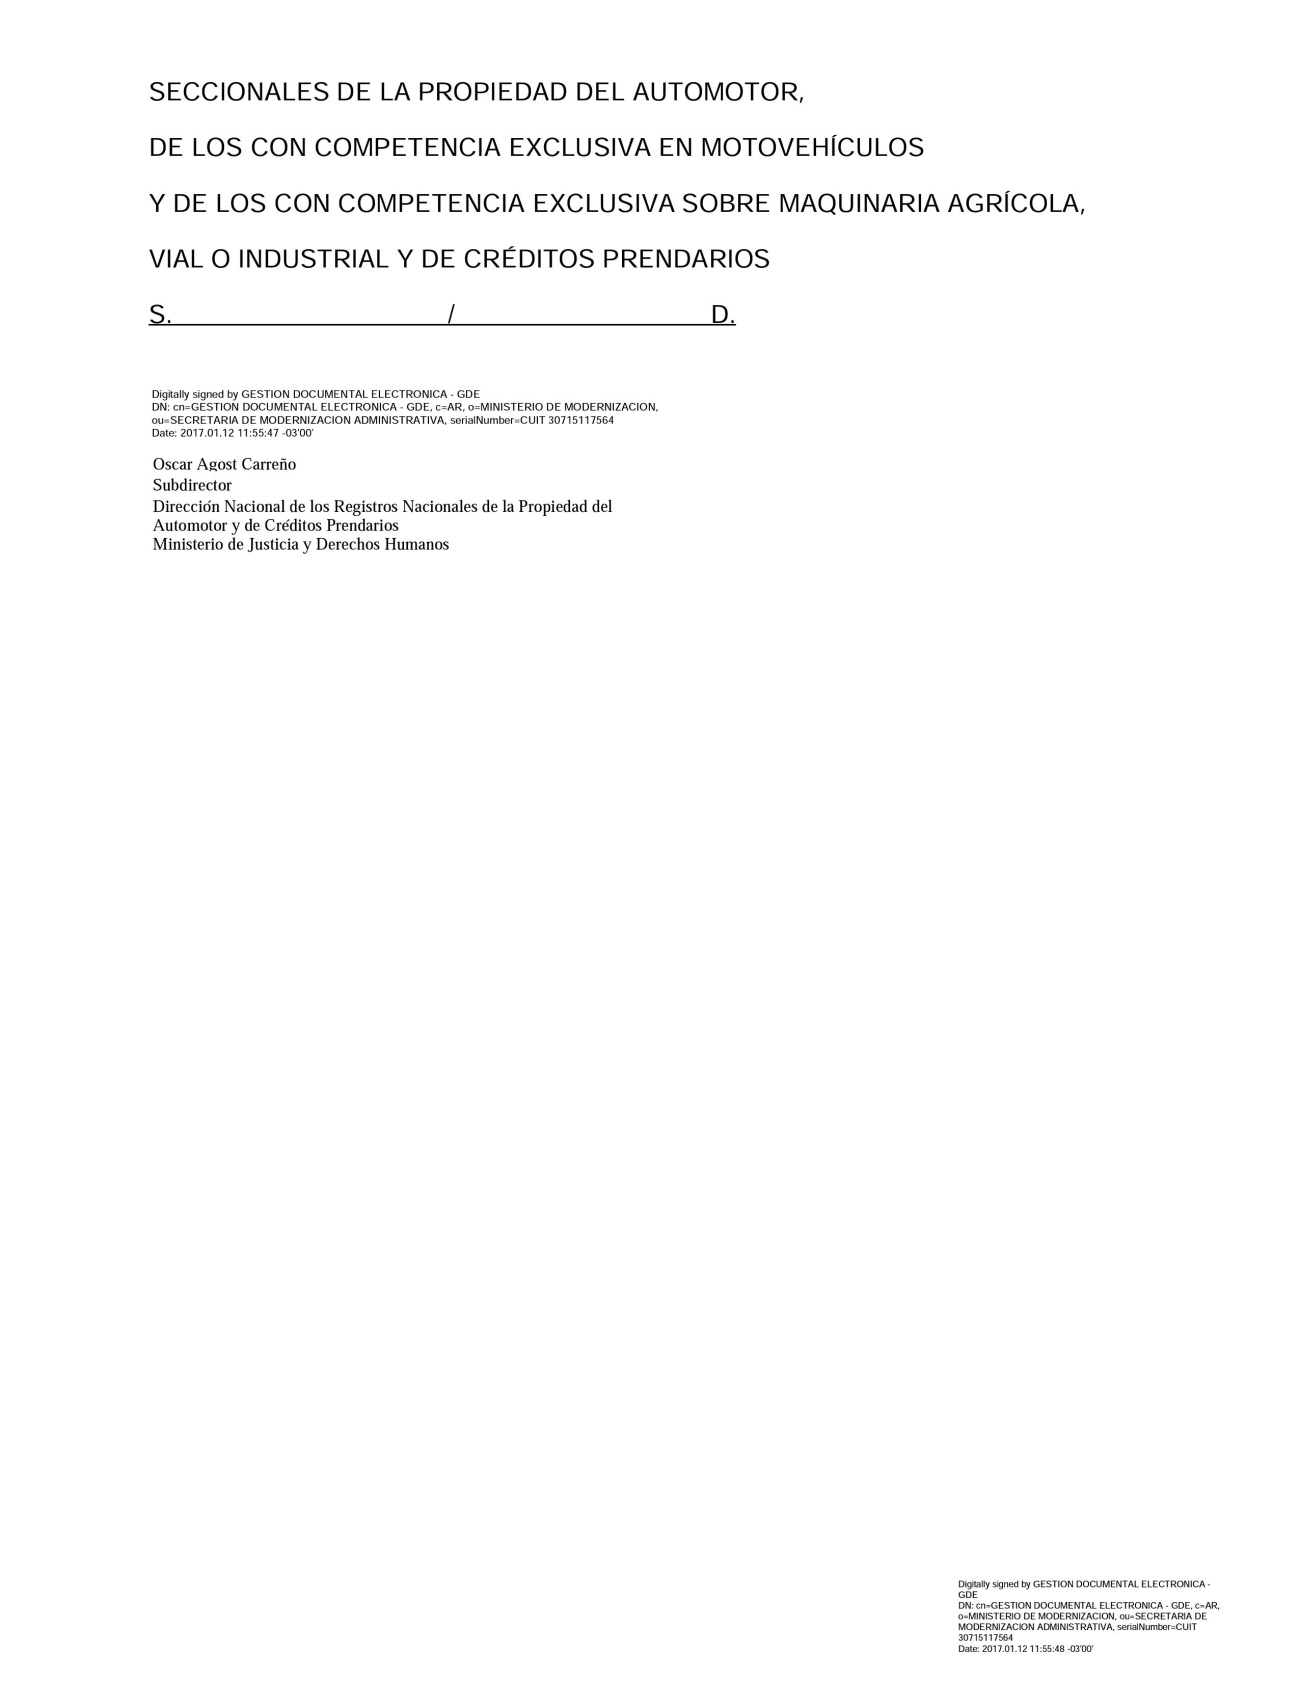 SECCIONALES DE LA PROPIEDAD DEL AUTOMOTOR,
DE LOS CON COMPETENCIA EXCLUSIVA EN MOTOVEHÍCULOS
Y DE LOS CON COMPETENCIA EXCLUSIVA SOBRE MAQUINARIA AGRÍCOLA,
VIAL O INDUSTRIAL Y DE CRÉDITOS PRENDARIOS
S. / D.
Digitally signed by GESTION DOCUMENTAL ELECTRONICA - GDE
DN: cn=GESTION DOCUMENTAL ELECTRONICA - GDE, c=AR, o=MINISTERIO DE MODERNIZACION,
ou=SECRETARIA DE MODERNIZACION ADMINISTRATIVA, serialNumber=CUIT 30715117564
Date: 2017.01.12 11:55:47 -03'00'
Oscar Agost Carreño
Subdirector
Dirección Nacional de los Registros Nacionales de la Propiedad del
Automotor y de Créditos Prendarios
Ministerio de Justicia y Derechos Humanos
Digitally signed by GESTION DOCUMENTAL ELECTRONICA -
GDE
DN: cn=GESTION DOCUMENTAL ELECTRONICA - GDE, c=AR,
o=MINISTERIO DE MODERNIZACION, ou=SECRETARIA DE
MODERNIZACION ADMINISTRATIVA, serialNumber=CUIT
30715117564
Date: 2017.01.12 11:55:48 -03'00'